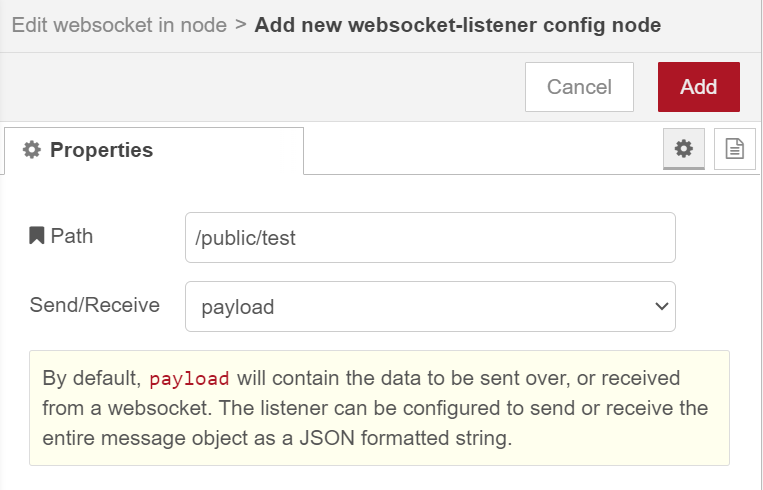 Edit websocket in node > Add new websocket-listener config node
Cancel
Add
Properties
Path
/public/test
Send/Receive
payload
By default, payload will contain the data to be sent over, or received
from a websocket. The listener can be configured to send or receive the
entire message object as a JSON formatted string.